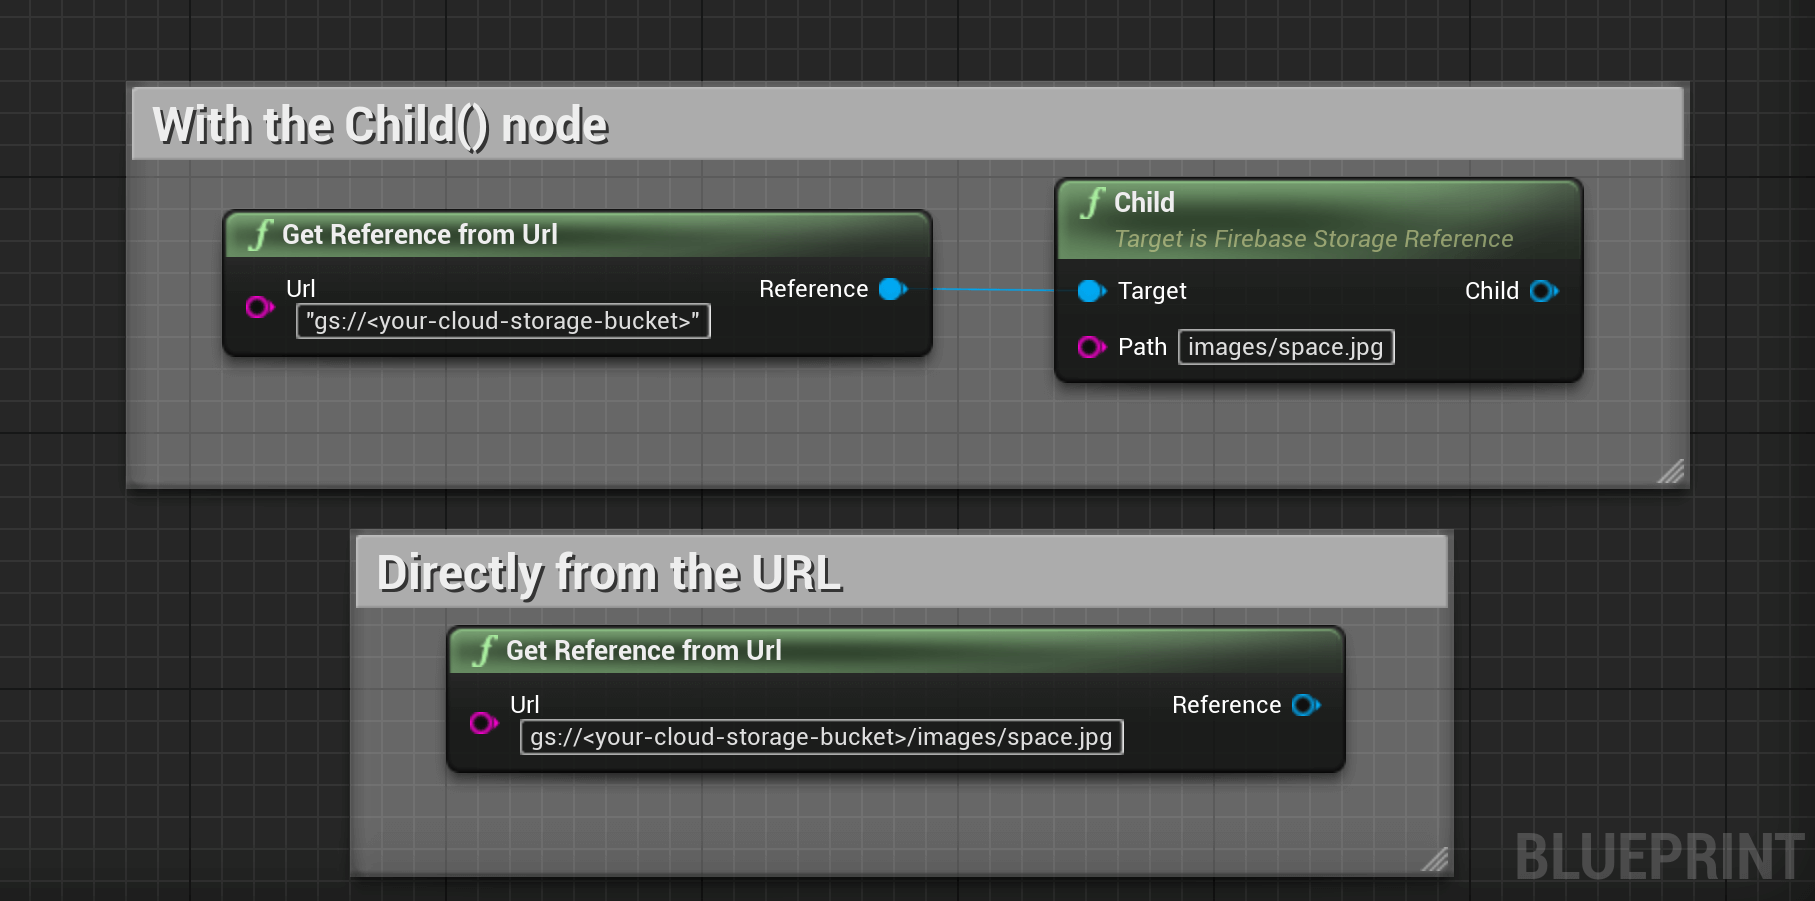 With the Child() node
f Get Reference from Url
Url
"gs://<your-cloud-storage-bucket>"
Reference
f Child
Target is Firebase Storage Reference
Target
Child
Path images/space.jpg
Directly from the URL
f Get Reference from Url
Url
gs://<your-cloud-storage-bucket>/images/space.jpg
Reference
BLUEPRINT